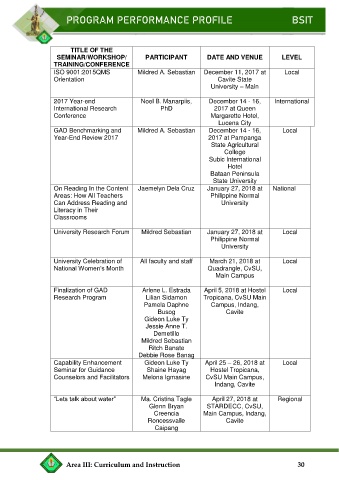 PROGRAM PERFORMANCE PROFILE BSIT
TITLE OF THE SEMINAR/WORKSHOP/ TRAINING/CONFERENCE
PARTICIPANT
DATE AND VENUE
LEVEL
ISO 9001:2015QMS
Orientation
Mildred A. Sebastian
December 11, 2017 at
Cavite State
University – Main
Local
2017 Year-end
International Research
Conference
Noel B. Manarpiis,
PhD
December 14 - 16,
2017 at Queen
Margarette Hotel,
Lucena City
International
GAD Benchmarking and
Year-End Review 2017
Mildred A. Sebastian
December 14 - 16,
2017 at Pampanga
State Agricultural
College
Subic International
Hotel
Bataan Peninsula
State University
Local
On Reading In the Content
Areas: How All Teachers
Can Address Reading and
Literacy in Their
Classrooms
Jaemelyn Dela Cruz
January 27, 2018 at
Philippine Normal
University
National
University Research Forum
Mildred Sebastian
January 27, 2018 at
Philippine Normal
University
Local
University Celebration of
National Women's Month
All faculty and staff
March 21, 2018 at
Quadrangle, CvSU,
Main Campus
Local
Finalization of GAD
Research Program
Arlene L. Estrada
Lilian Sidamon
Pamela Daphne
Busog
Gideon Luke Ty
Jessie Anne T.
Demetillo
Mildred Sebastian
Ritch Banate
Debbie Rose Banag
April 5, 2018 at Hostel
Tropicana, CvSU Main
Campus, Indang,
Cavite
Local
Capability Enhancement
Seminar for Guidance
Counselors and Facilitators
Gideon Luke Ty
Shaine Hayag
Melona Igmasine
April 25 – 26, 2018 at
Hostel Tropicana,
CvSU Main Campus,
Indang, Cavite
Local
"Lets talk about water"
Ma. Cristina Tagle
Glenn Bryan
Creencia
Roncessvalle
Caipang
April 27, 2018 at
STARDECC, CvSU,
Main Campus, Indang,
Cavite
Regional
Area III: Curriculum and Instruction 30